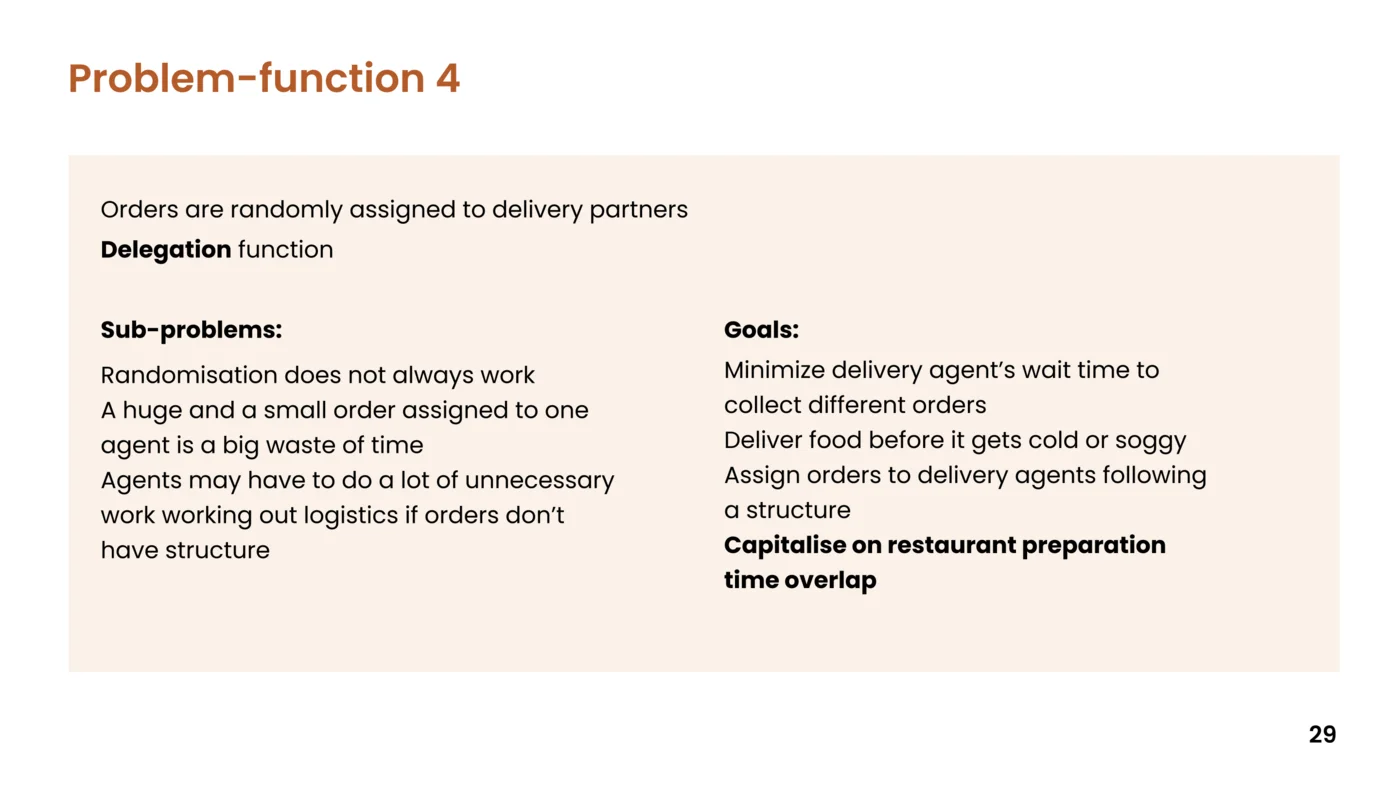 Problem-function 4
Orders are randomly assigned to delivery partners
Delegation function
Sub-problems:
Randomisation does not always work
A huge and a small order assigned to one
agent is a big waste of time
Agents may have to do a lot of unnecessary
work working out logistics if orders don’t
have structure
Goals:
Minimize delivery agent’s wait time to
collect different orders
Deliver food before it gets cold or soggy
Assign orders to delivery agents following
a structure
Capitalise on restaurant preparation
time overlap
29